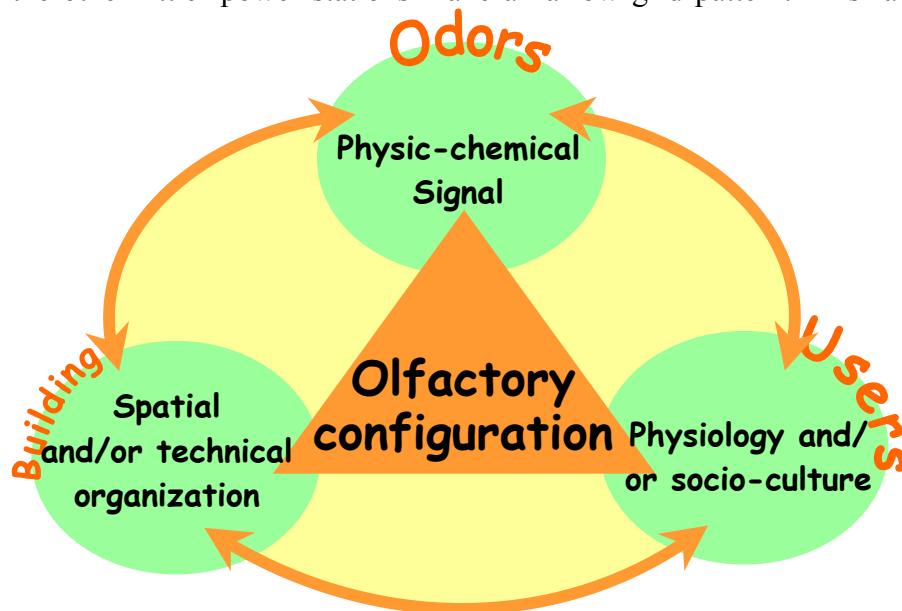 Odors
Physic-chemical
Signal
Building
Users
Olfactory
configuration
Spatial
and/or technical
organization
Physiology and/
or socio-culture